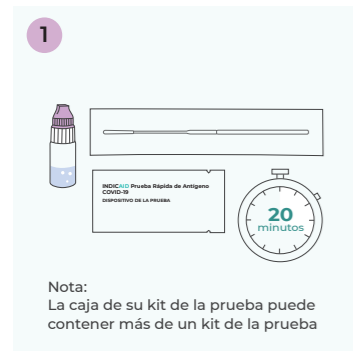 1
INDICAID Prueba Rápida de Antígeno
COVID-19
DISPOSITIVO DE LA PRUEBA
20
minutos
Nota:
La caja de su kit de la prueba puede
contener más de un kit de la prueba